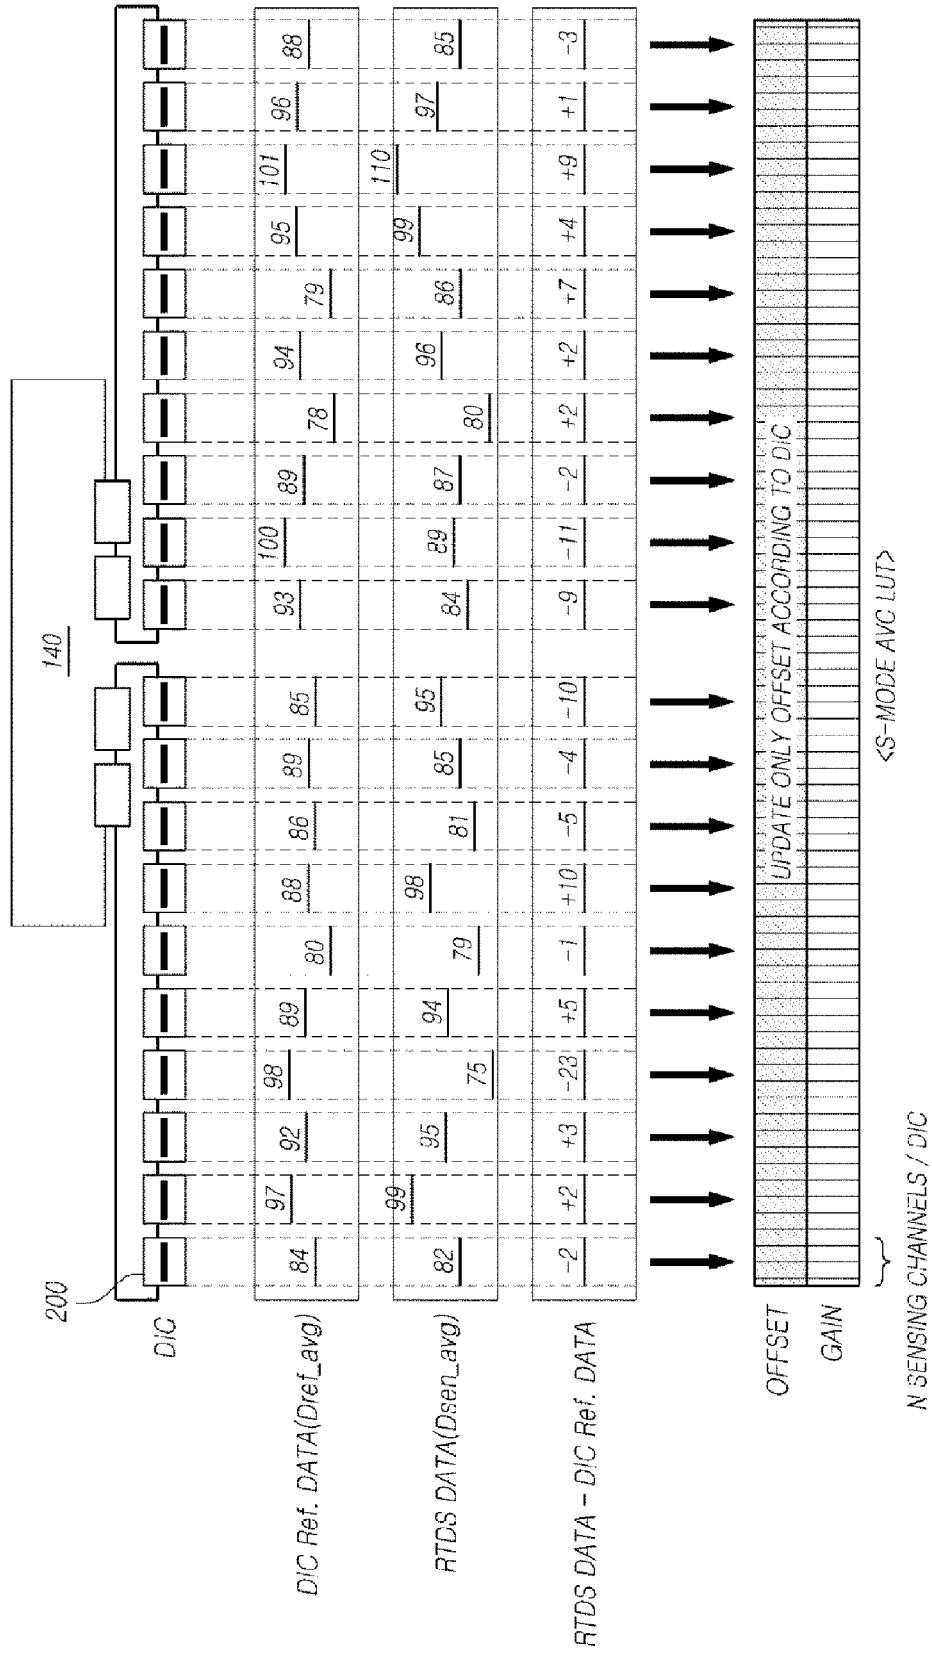 140
200
DIC
DIC Ref. DATA(Dref_avg) 84 97 92 98 89 80 88 86 89 85 93 100 89 78 94 79 95 101 96 88
RTDS DATA(Dsen_avg) 82 99 95 75 94 79 98 81 85 95 84 89 87 80 96 86 99 110 97 85
RTDS DATA – DIC Ref. DATA −2 +2 +3 −23 +5 −1 +10 −5 −4 −10 −9 −11 −2 +2 +2 +7 +4 +9 +1 −3
OFFSET UPDATE ONLY OFFSET ACCORDING TO DIC
GAIN
<S-MODE AVC LUT>
N SENSING CHANNELS / DIC